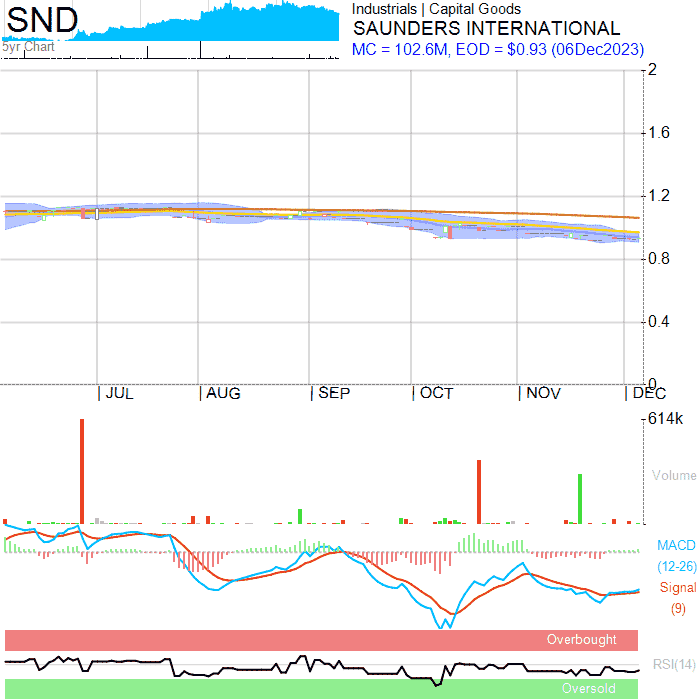 SND
5yr Chart
Industrials | Capital Goods
SAUNDERS INTERNATIONAL
MC = 102.6M, EOD = $0.93 (06Dec2023)
2
1.6
1.2
0.8
0.4
0
JUL AUG SEP OCT NOV DEC
614k
Volume
MACD
(12-26)
Signal
(9)
Overbought
RSI(14)
Oversold